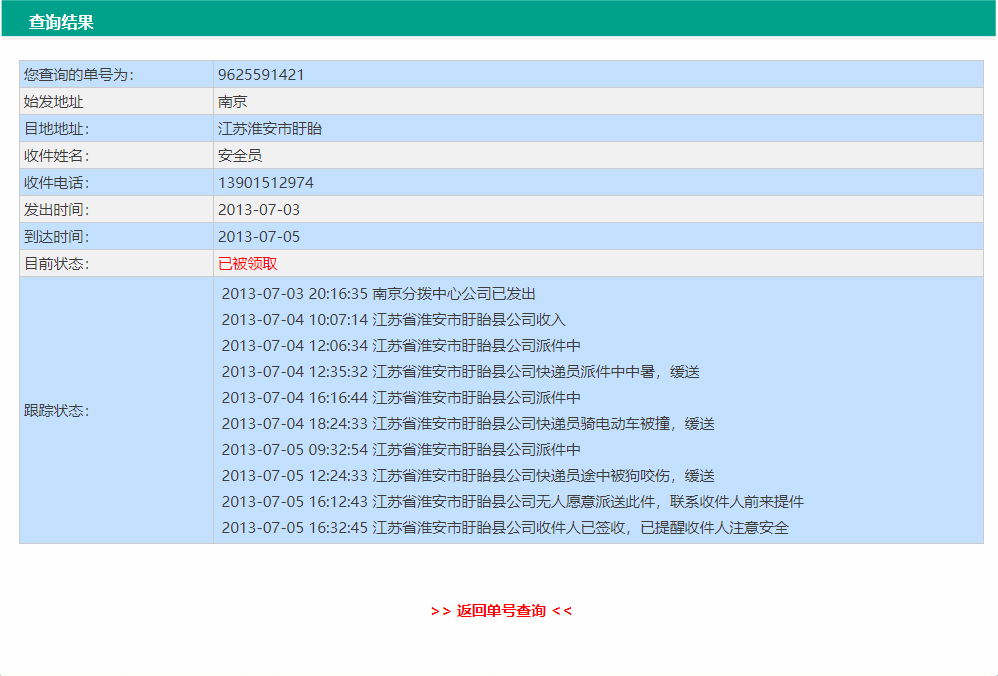 查询结果
您查询的单号为： 9625591421
始发地址 南京
目地地址： 江苏淮安市盱眙
收件姓名： 安全员
收件电话： 13901512974
发出时间： 2013-07-03
到达时间： 2013-07-05
目前状态： 已被领取
跟踪状态：
2013-07-03 20:16:35 南京分拨中心公司已发出
2013-07-04 10:07:14 江苏省淮安市盱眙县公司收入
2013-07-04 12:06:34 江苏省淮安市盱眙县公司派件中
2013-07-04 12:35:32 江苏省淮安市盱眙县公司快递员派件中中暑，缓送
2013-07-04 16:16:44 江苏省淮安市盱眙县公司派件中
2013-07-04 18:24:33 江苏省淮安市盱眙县公司快递员骑电动车被撞，缓送
2013-07-05 09:32:54 江苏省淮安市盱眙县公司派件中
2013-07-05 12:24:33 江苏省淮安市盱眙县公司快递员途中被狗咬伤，缓送
2013-07-05 16:12:43 江苏省淮安市盱眙县公司无人愿意派送此件，联系收件人前来提件
2013-07-05 16:32:45 江苏省淮安市盱眙县公司收件人已签收，已提醒收件人注意安全
>> 返回单号查询 <<